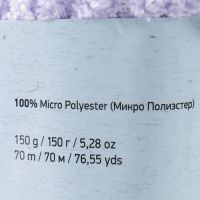 100% Micro Polyester (Микро Полиэстер)
150 g / 150 г / 5,28 oz
70 m / 70 м / 76,55 yds